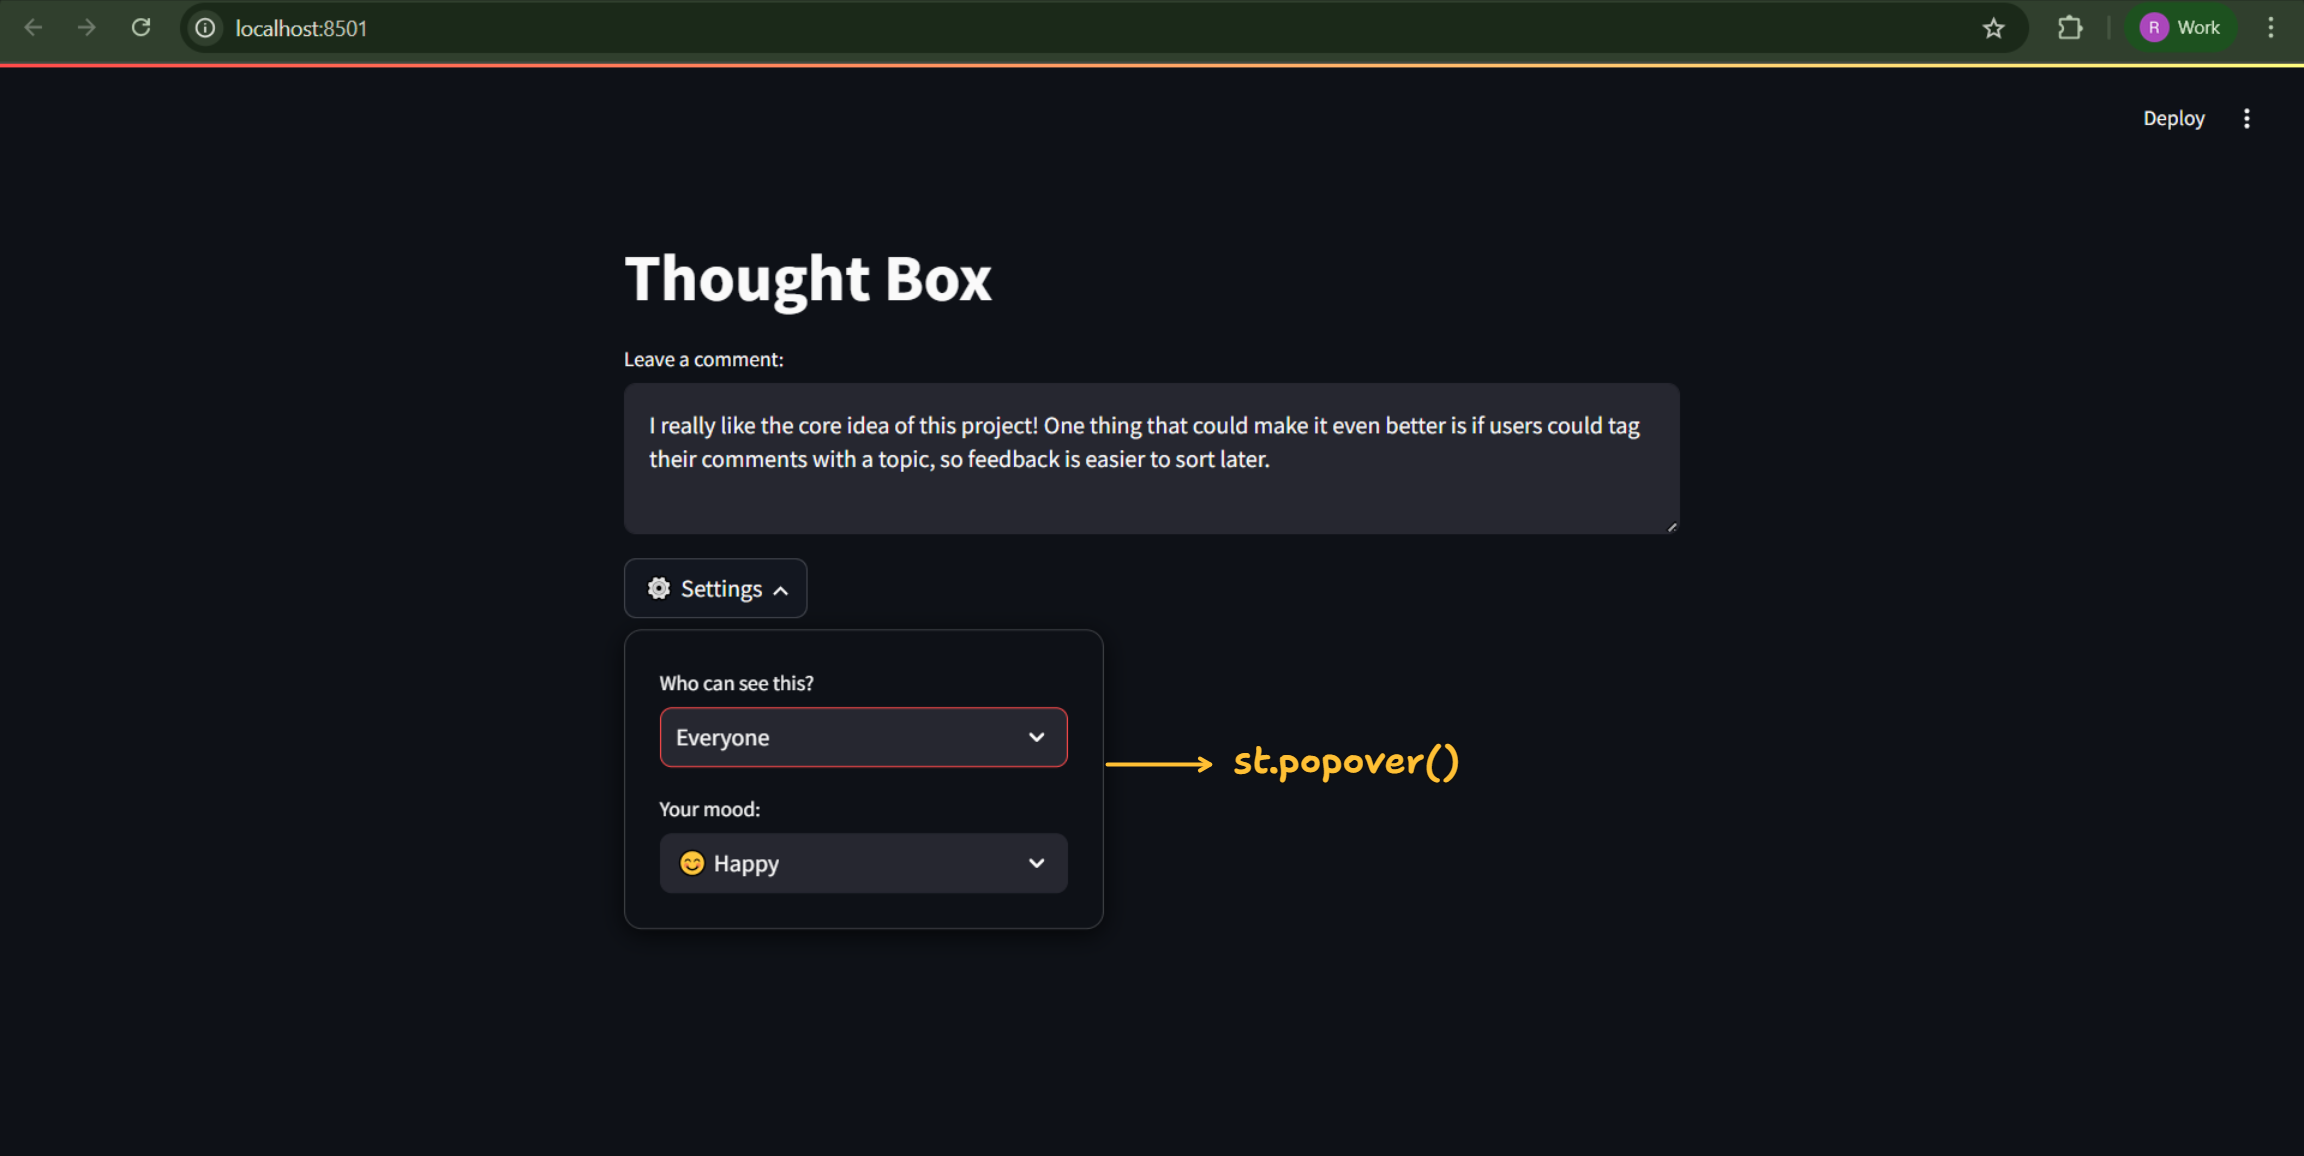 localhost:8501
R Work
Deploy
Thought Box
Leave a comment:
I really like the core idea of this project! One thing that could make it even better is if users could tag
their comments with a topic, so feedback is easier to sort later.
Settings
Who can see this?
Everyone
st.popover()
Your mood:
😊 Happy